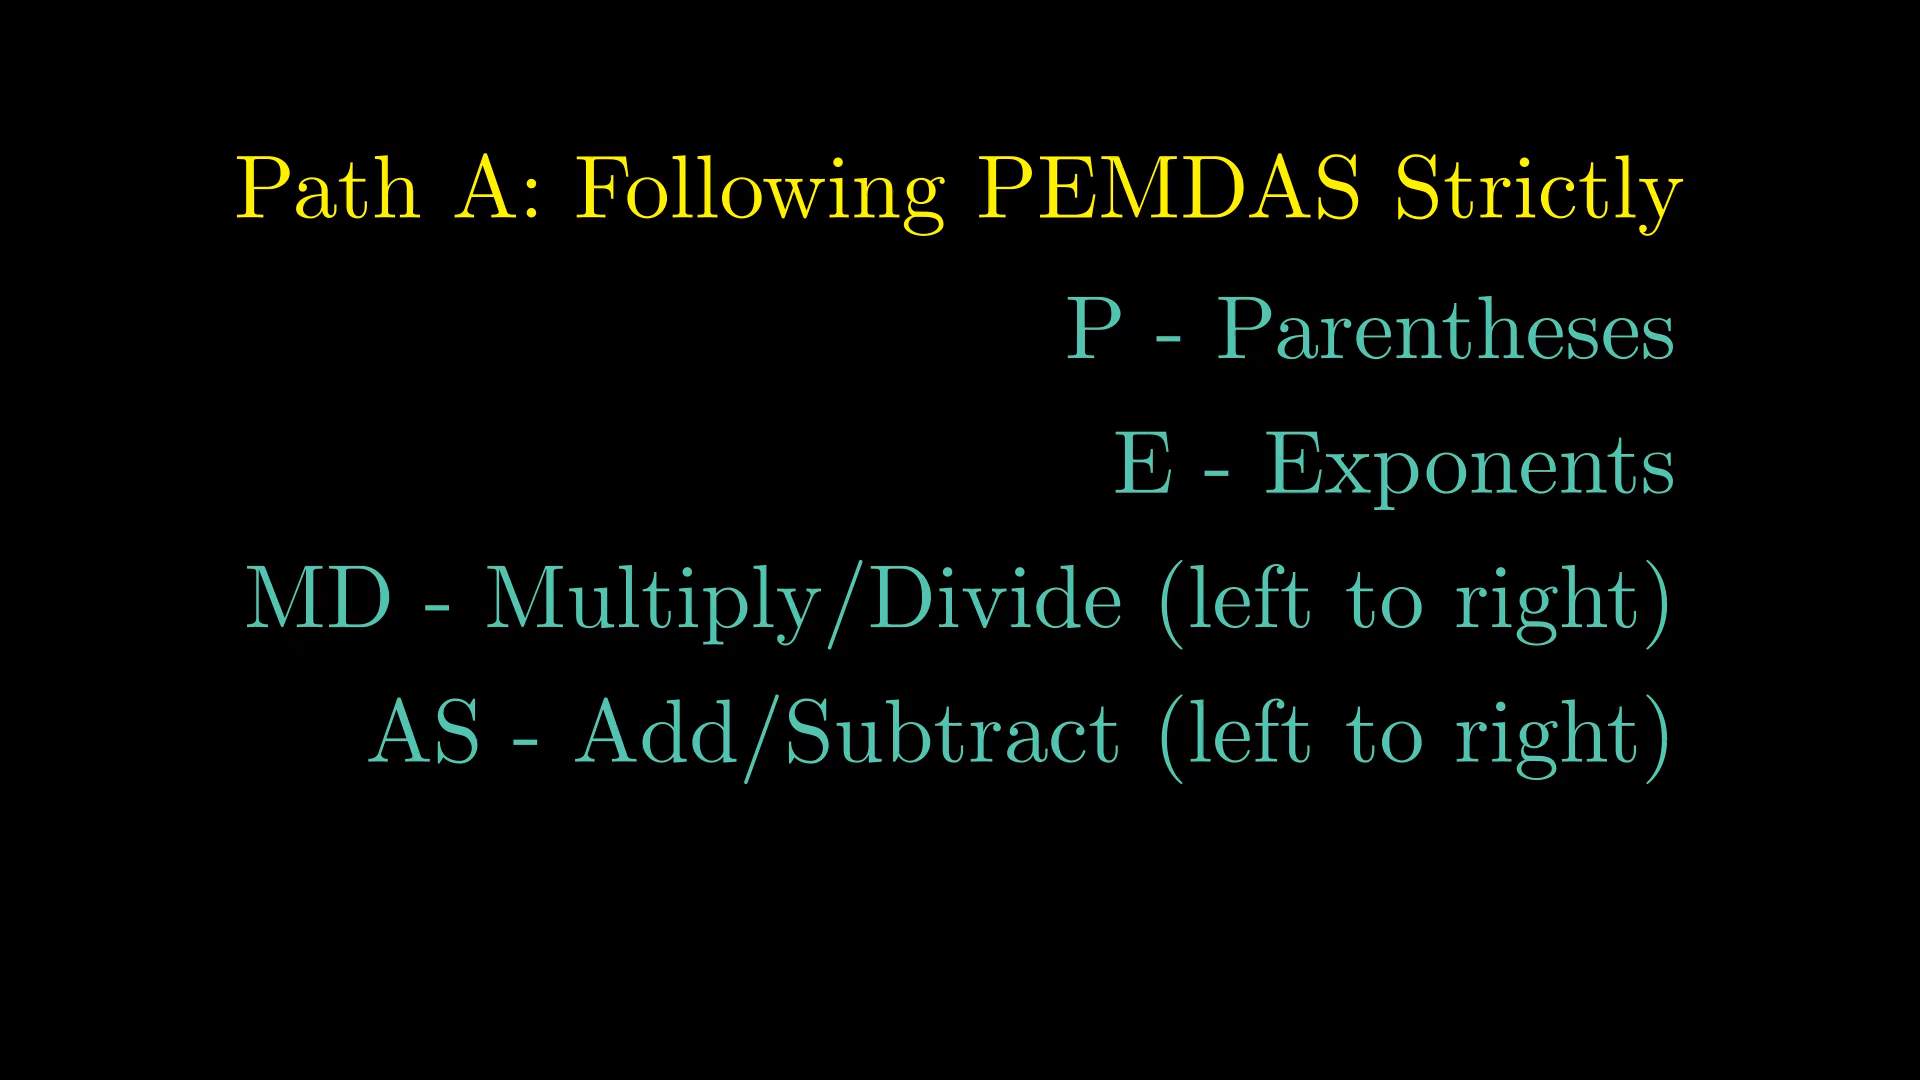 Path A: Following PEMDAS Strictly
P - Parentheses
E - Exponents
MD - Multiply/Divide (left to right)
AS - Add/Subtract (left to right)